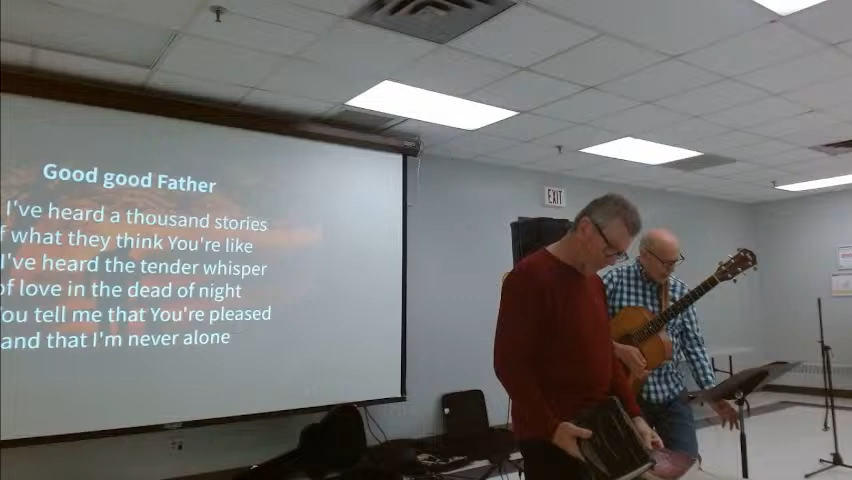 Good good Father
I've heard a thousand stories
f what they think You're like
I've heard the tender whisper
of love in the dead of night
ou tell me that You're pleased
and that I'm never alone
EXIT